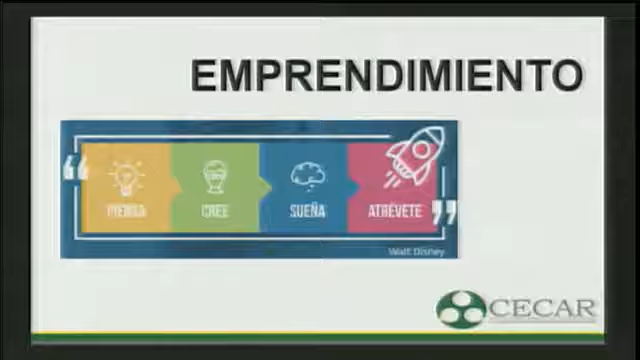 EMPRENDIMIENTO
“
PIENSA
CREE
SUEÑA
ATRÉVETE
”
Walt Disney
CECAR